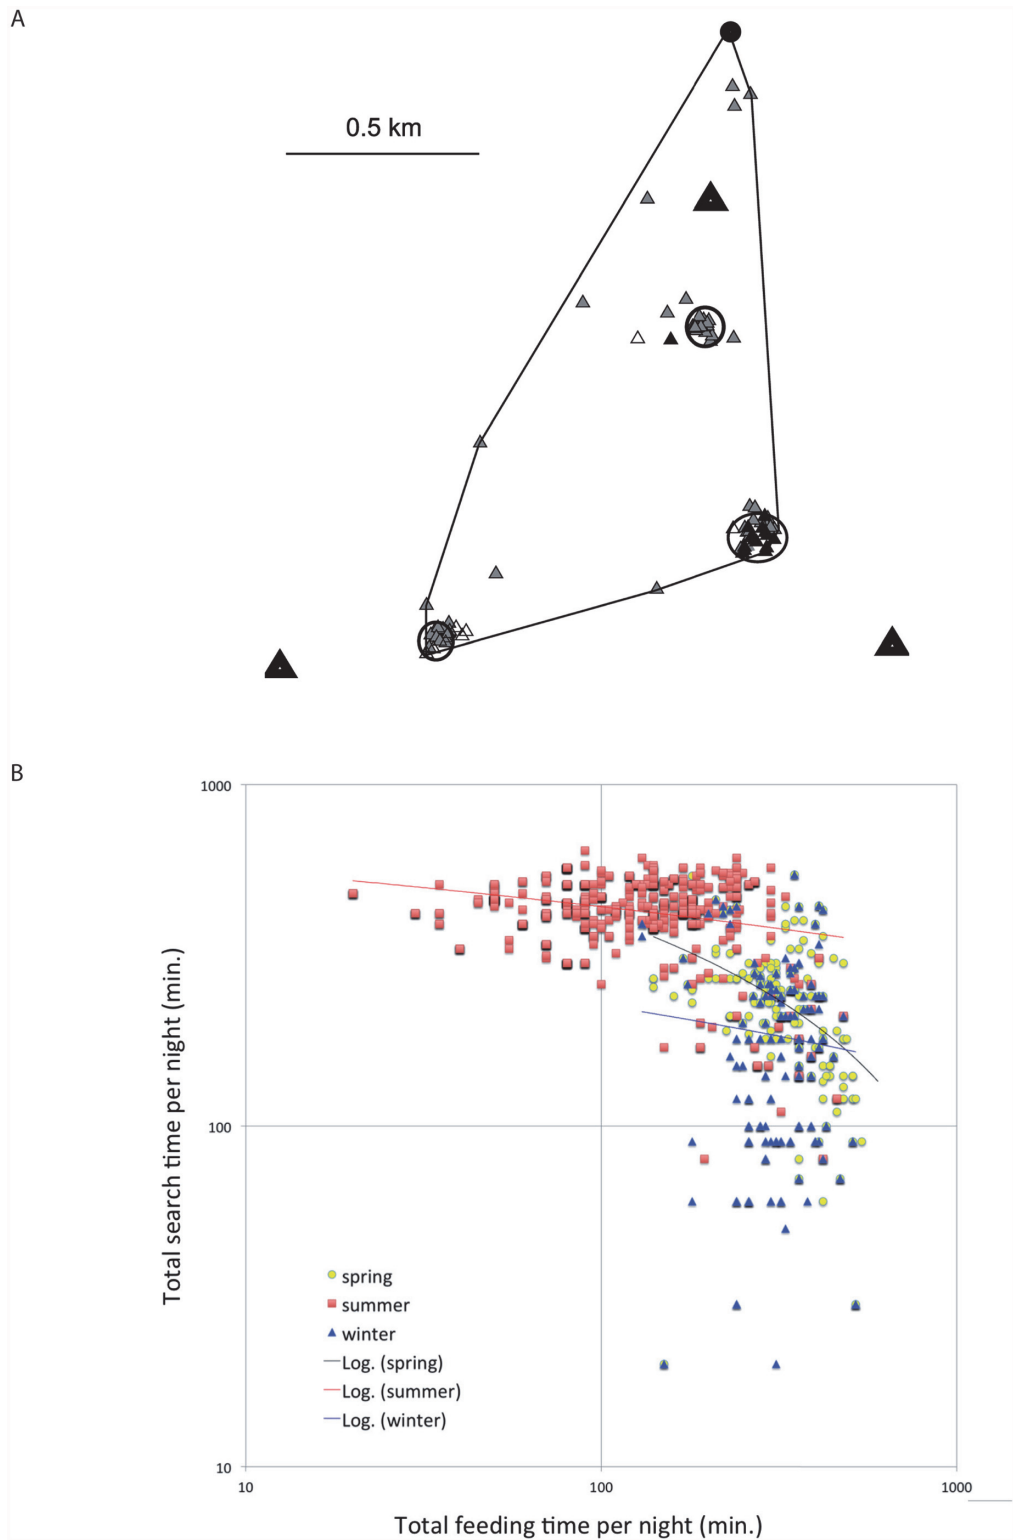 A
0.5 km
B
1000
100
10
10
100
1000
Total search time per night (min.)
spring
summer
winter
Log. (spring)
Log. (summer)
Log. (winter)
Total feeding time per night (min.)